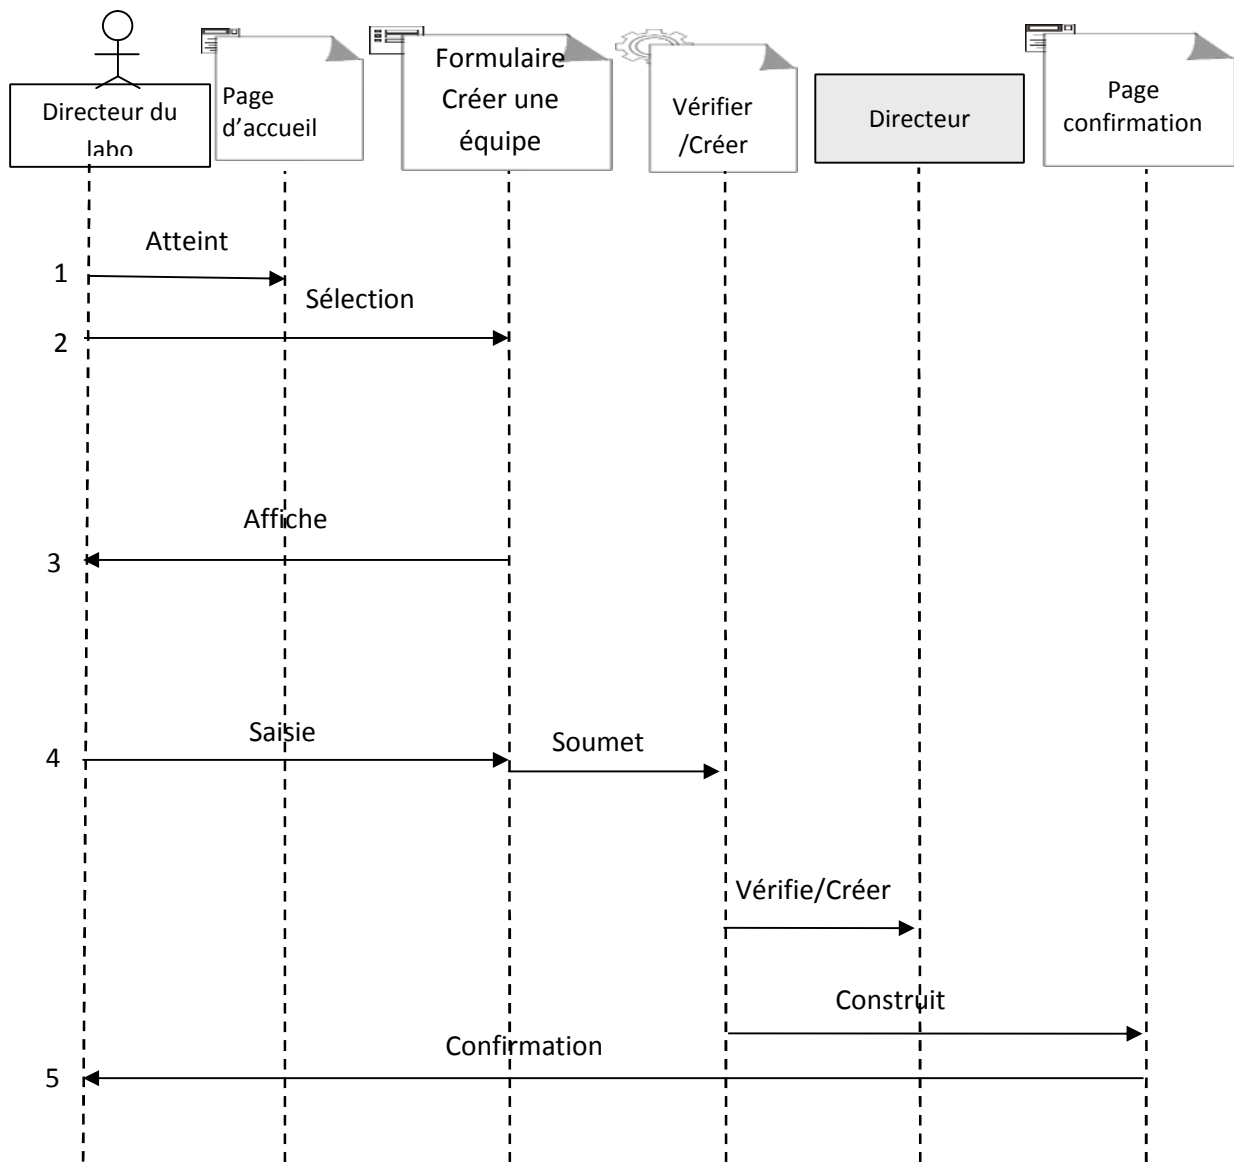 Directeur du
labo
Page
d’accueil
Formulaire
Créer une
équipe
Vérifier
/Créer
Directeur
Page
confirmation
Atteint
1
Sélection
2
Affiche
3
Saisie
4
Soumet
Vérifie/Créer
Construit
Confirmation
5